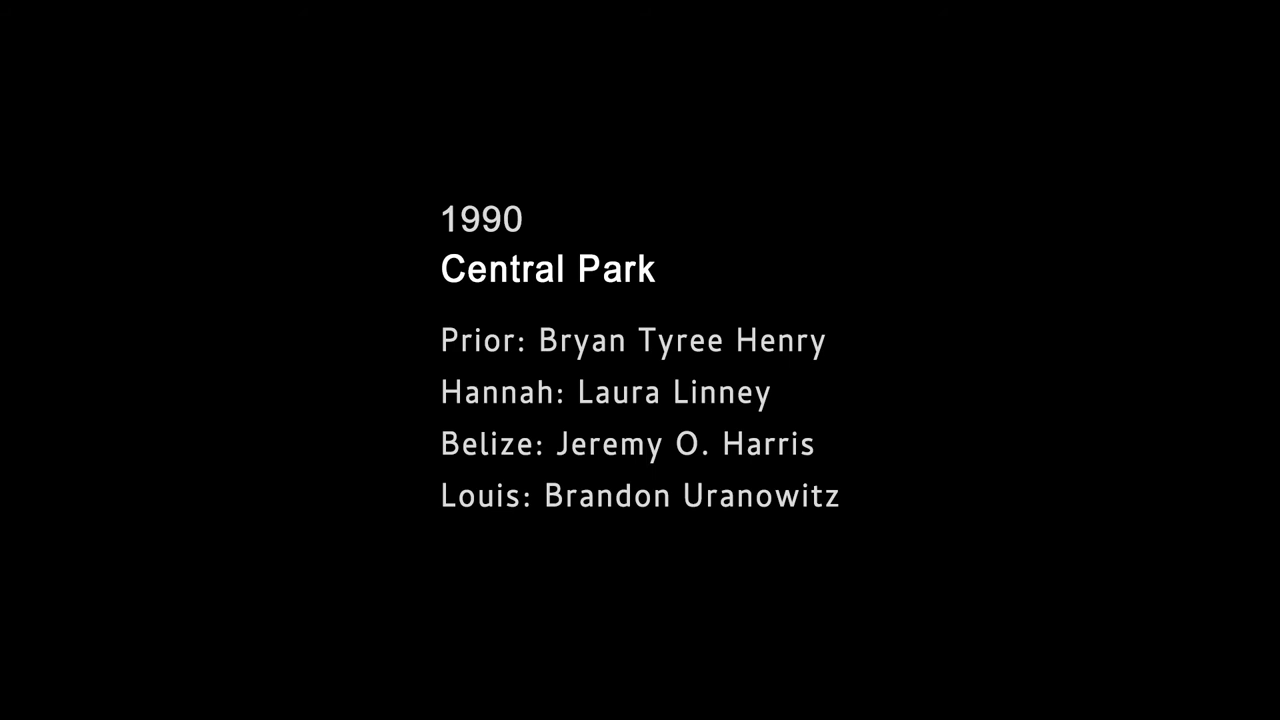 1990
Central Park
Prior: Bryan Tyree Henry
Hannah: Laura Linney
Belize: Jeremy O. Harris
Louis: Brandon Uranowitz